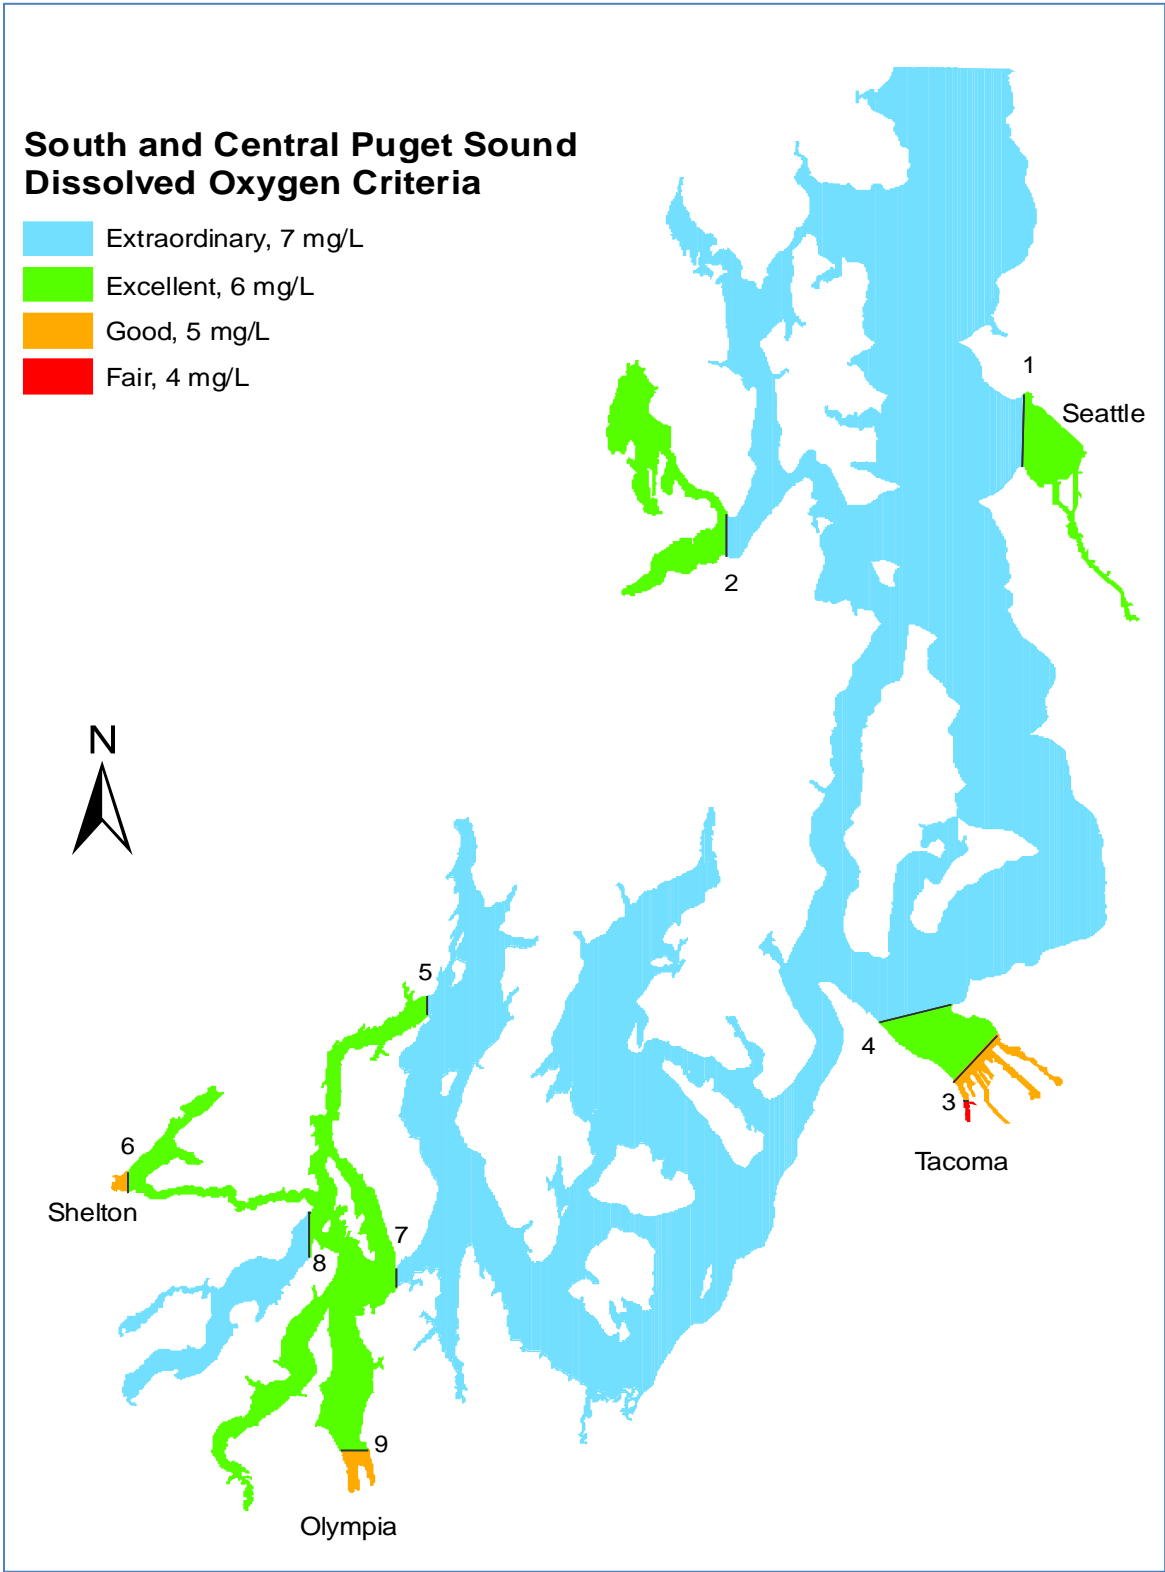 South and Central Puget Sound
Dissolved Oxygen Criteria
Extraordinary, 7 mg/L
Excellent, 6 mg/L
Good, 5 mg/L
Fair, 4 mg/L
1
Seattle
2
N
5
4
3
Tacoma
6
Shelton
7
8
9
Olympia